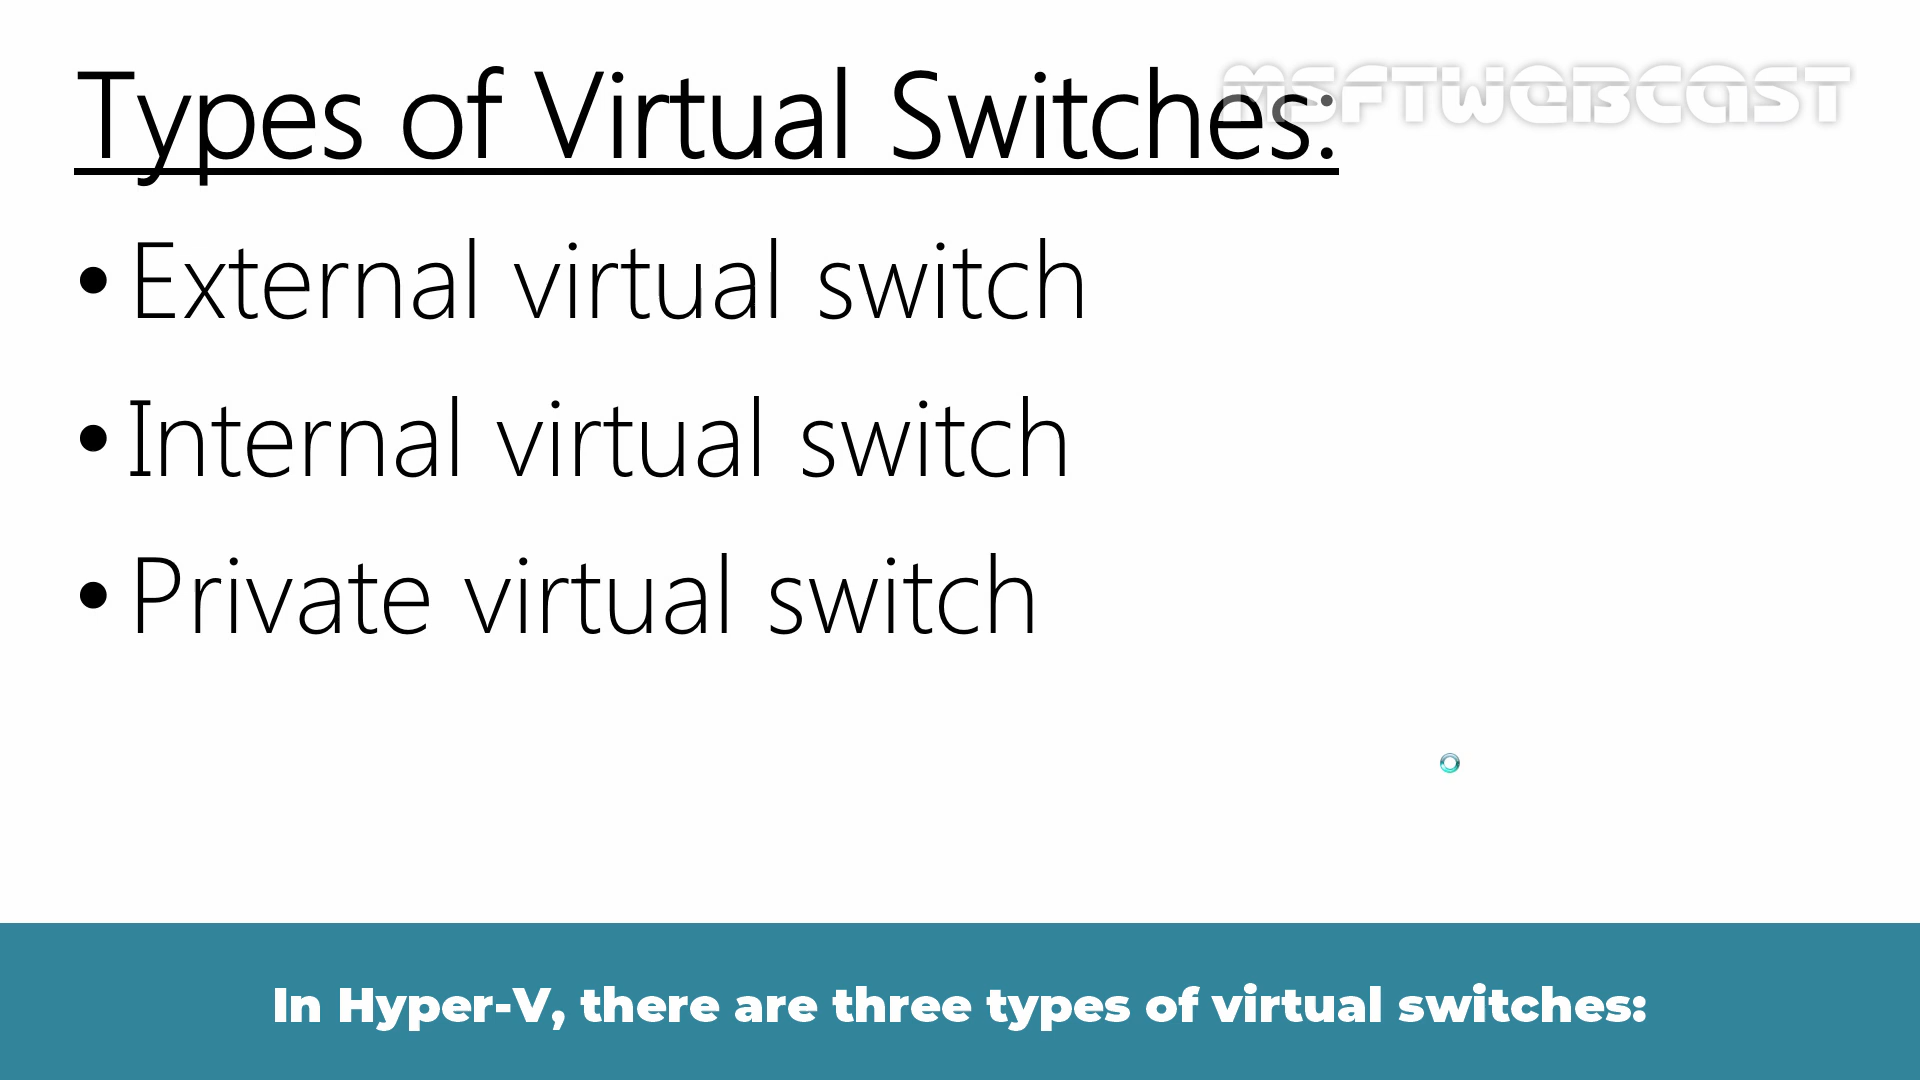 Types of Virtual Switches:
MSFTWEBCAST
• External virtual switch
• Internal virtual switch
• Private virtual switch
In Hyper-V, there are three types of virtual switches: